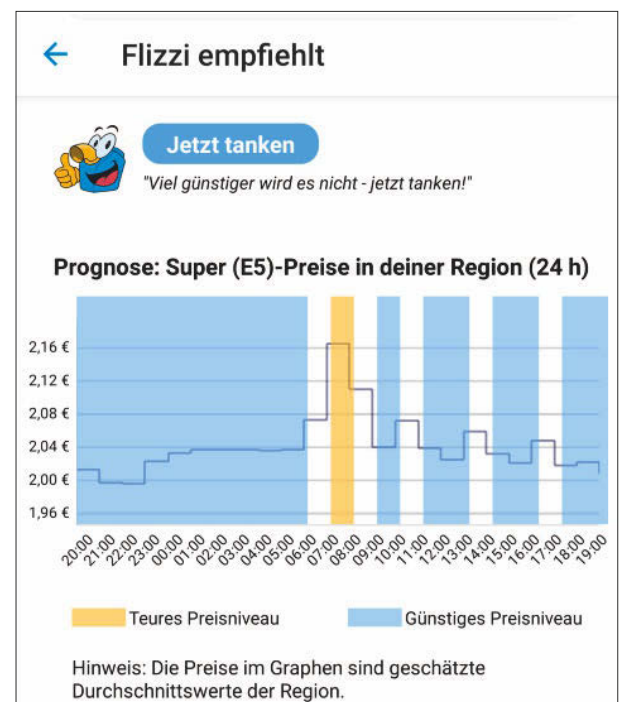 Flizzi empfiehlt
Jetzt tanken
"Viel günstiger wird es nicht - jetzt tanken!"
Prognose: Super (E5)-Preise in deiner Region (24 h)
2,16 €
2,12 €
2,08 €
2,04 €
2,00 €
1,96 €
20:00 21:00 22:00 23:00 00:00 01:00 02:00 03:00 04:00 05:00 06:00 07:00 08:00 09:00 10:00 11:00 12:00 13:00 14:00 15:00 16:00 17:00 18:00 19:00
Teures Preisniveau Günstiges Preisniveau
Hinweis: Die Preise im Graphen sind geschätzte
Durchschnittswerte der Region.